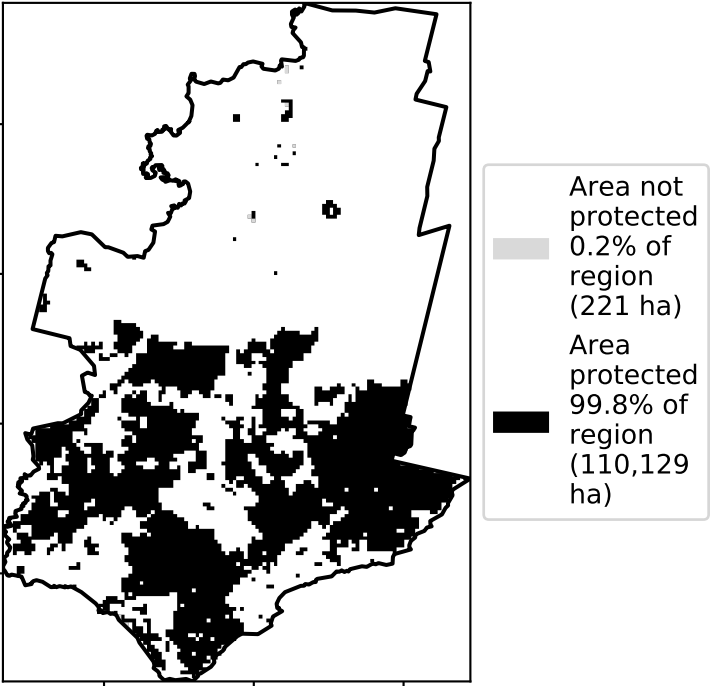 Area not
protected
0.2% of
region
(221 ha)
Area
protected
99.8% of
region
(110,129
ha)